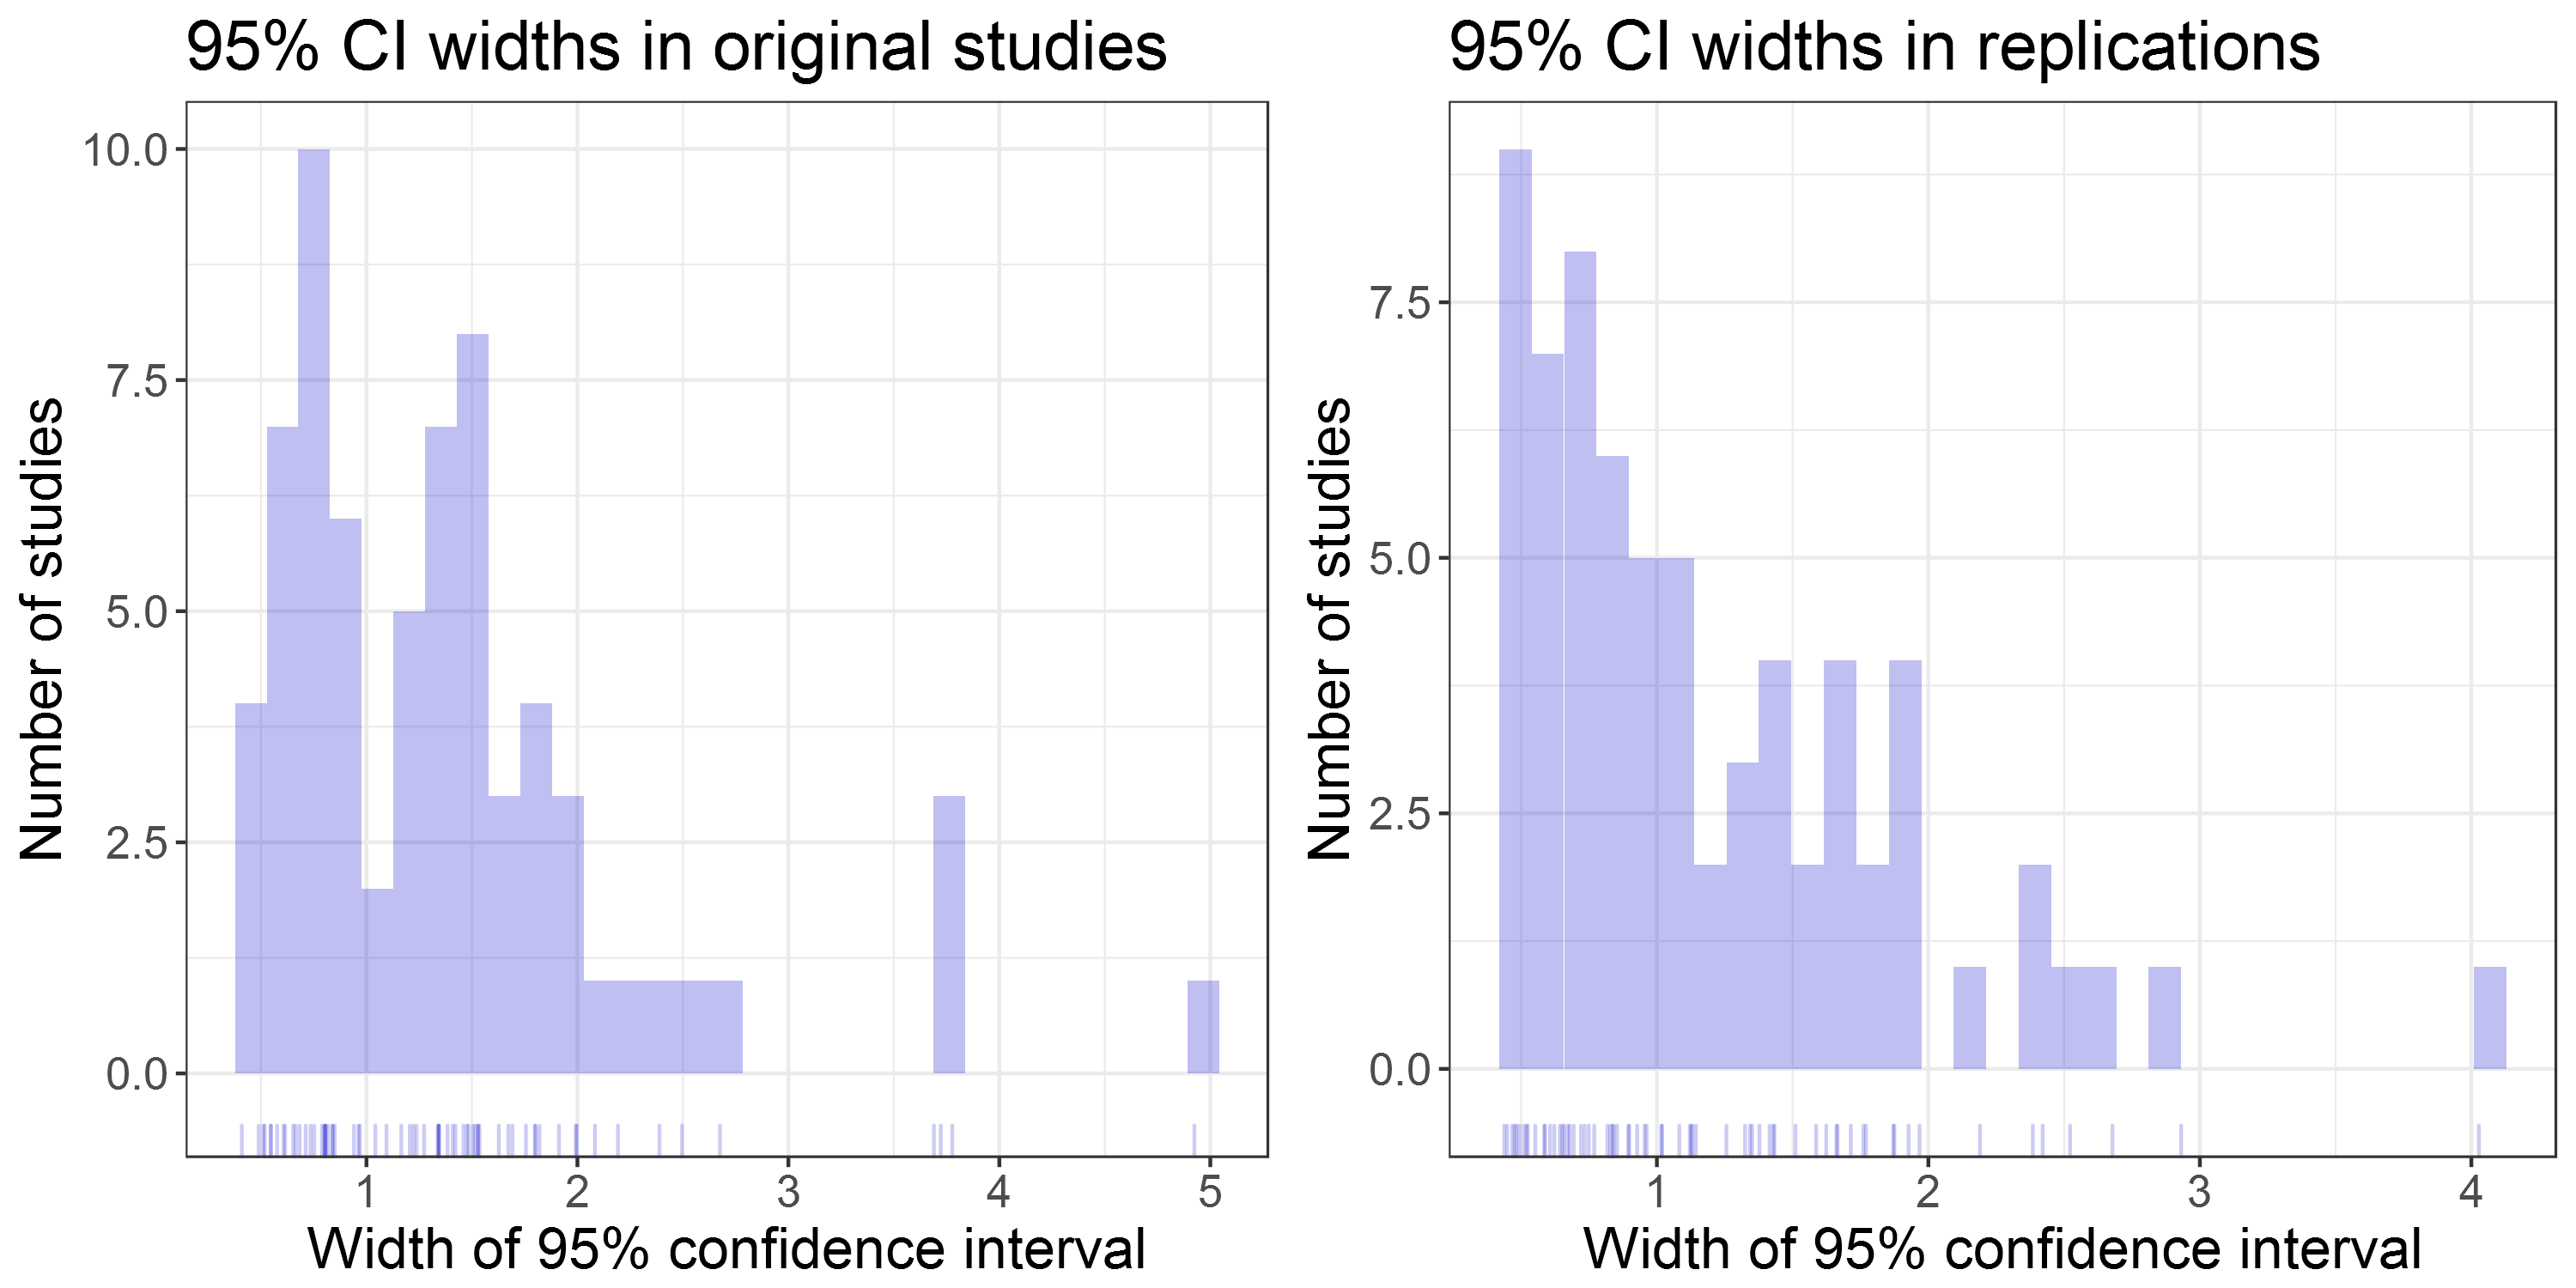 95% CI widths in original studies
Number of studies
10.0
7.5
5.0
2.5
0.0
1 2 3 4 5
Width of 95% confidence interval
95% CI widths in replications
Number of studies
7.5
5.0
2.5
0.0
1 2 3 4
Width of 95% confidence interval